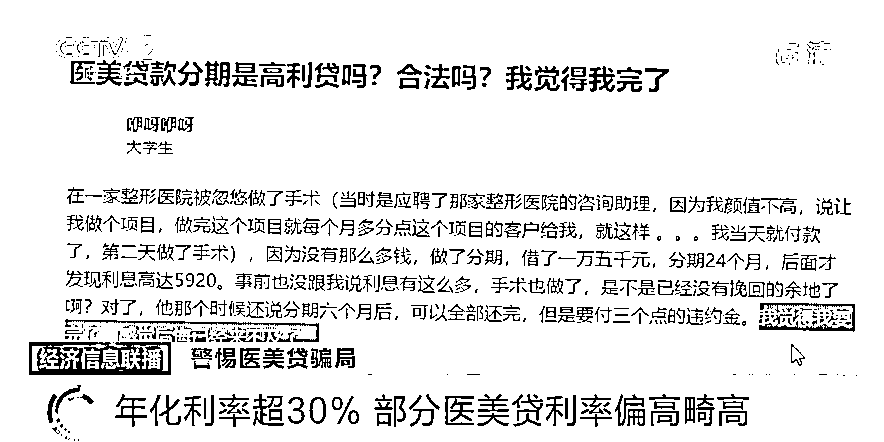 CCTV 2
高清
医美贷款分期是高利贷吗？合法吗？我觉得我完了
咿呀咿呀
大学生
在一家整形医院被忽悠做了手术（当时是应聘了那家整形医院的咨询助理，因为我颜值不高，说让
我做个项目，做完这个项目就每个月多分点这个项目的客户给我，就这样。。。我当天就付款
了，第二天做了手术），因为没有那么多钱，做了分期，借了一万五千元，分期24个月，后面才
发现利息高达5920。事前也没跟我说利息有这么多，手术也做了，是不是已经没有挽回的余地了
啊？对了，他那个时候还说分期六个月后，可以全部还完，但是要付三个点的违约金。我觉得我要
经济信息联播 警惕医美贷骗局
年化利率超30% 部分医美贷利率偏高畸高